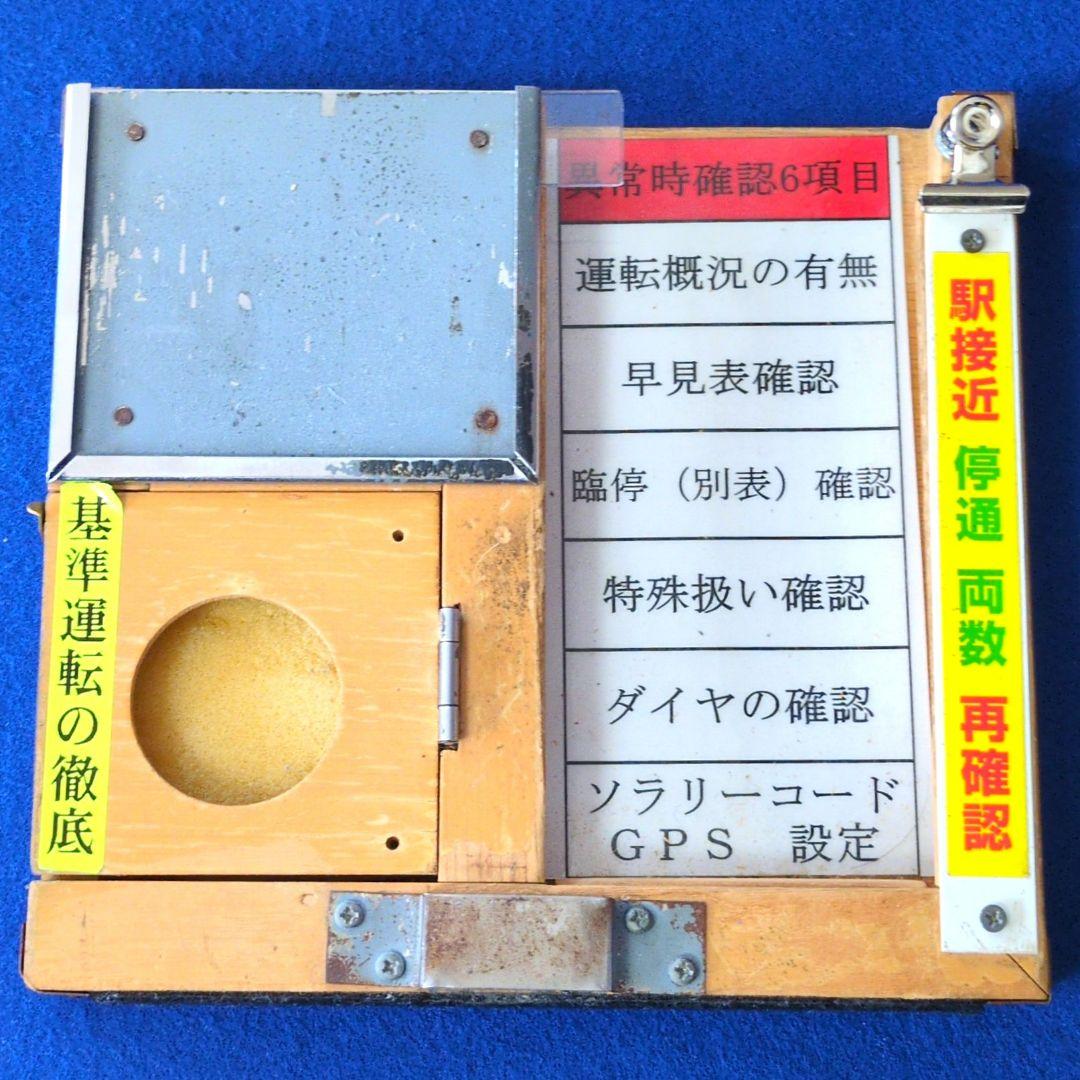 異常時確認6項目
運転概況の有無
早見表確認
臨停（別表）確認
特殊扱い確認
ダイヤの確認
ソラリーコード
GPS　設定
駅接近 停通 両数 再確認
基準運転の徹底